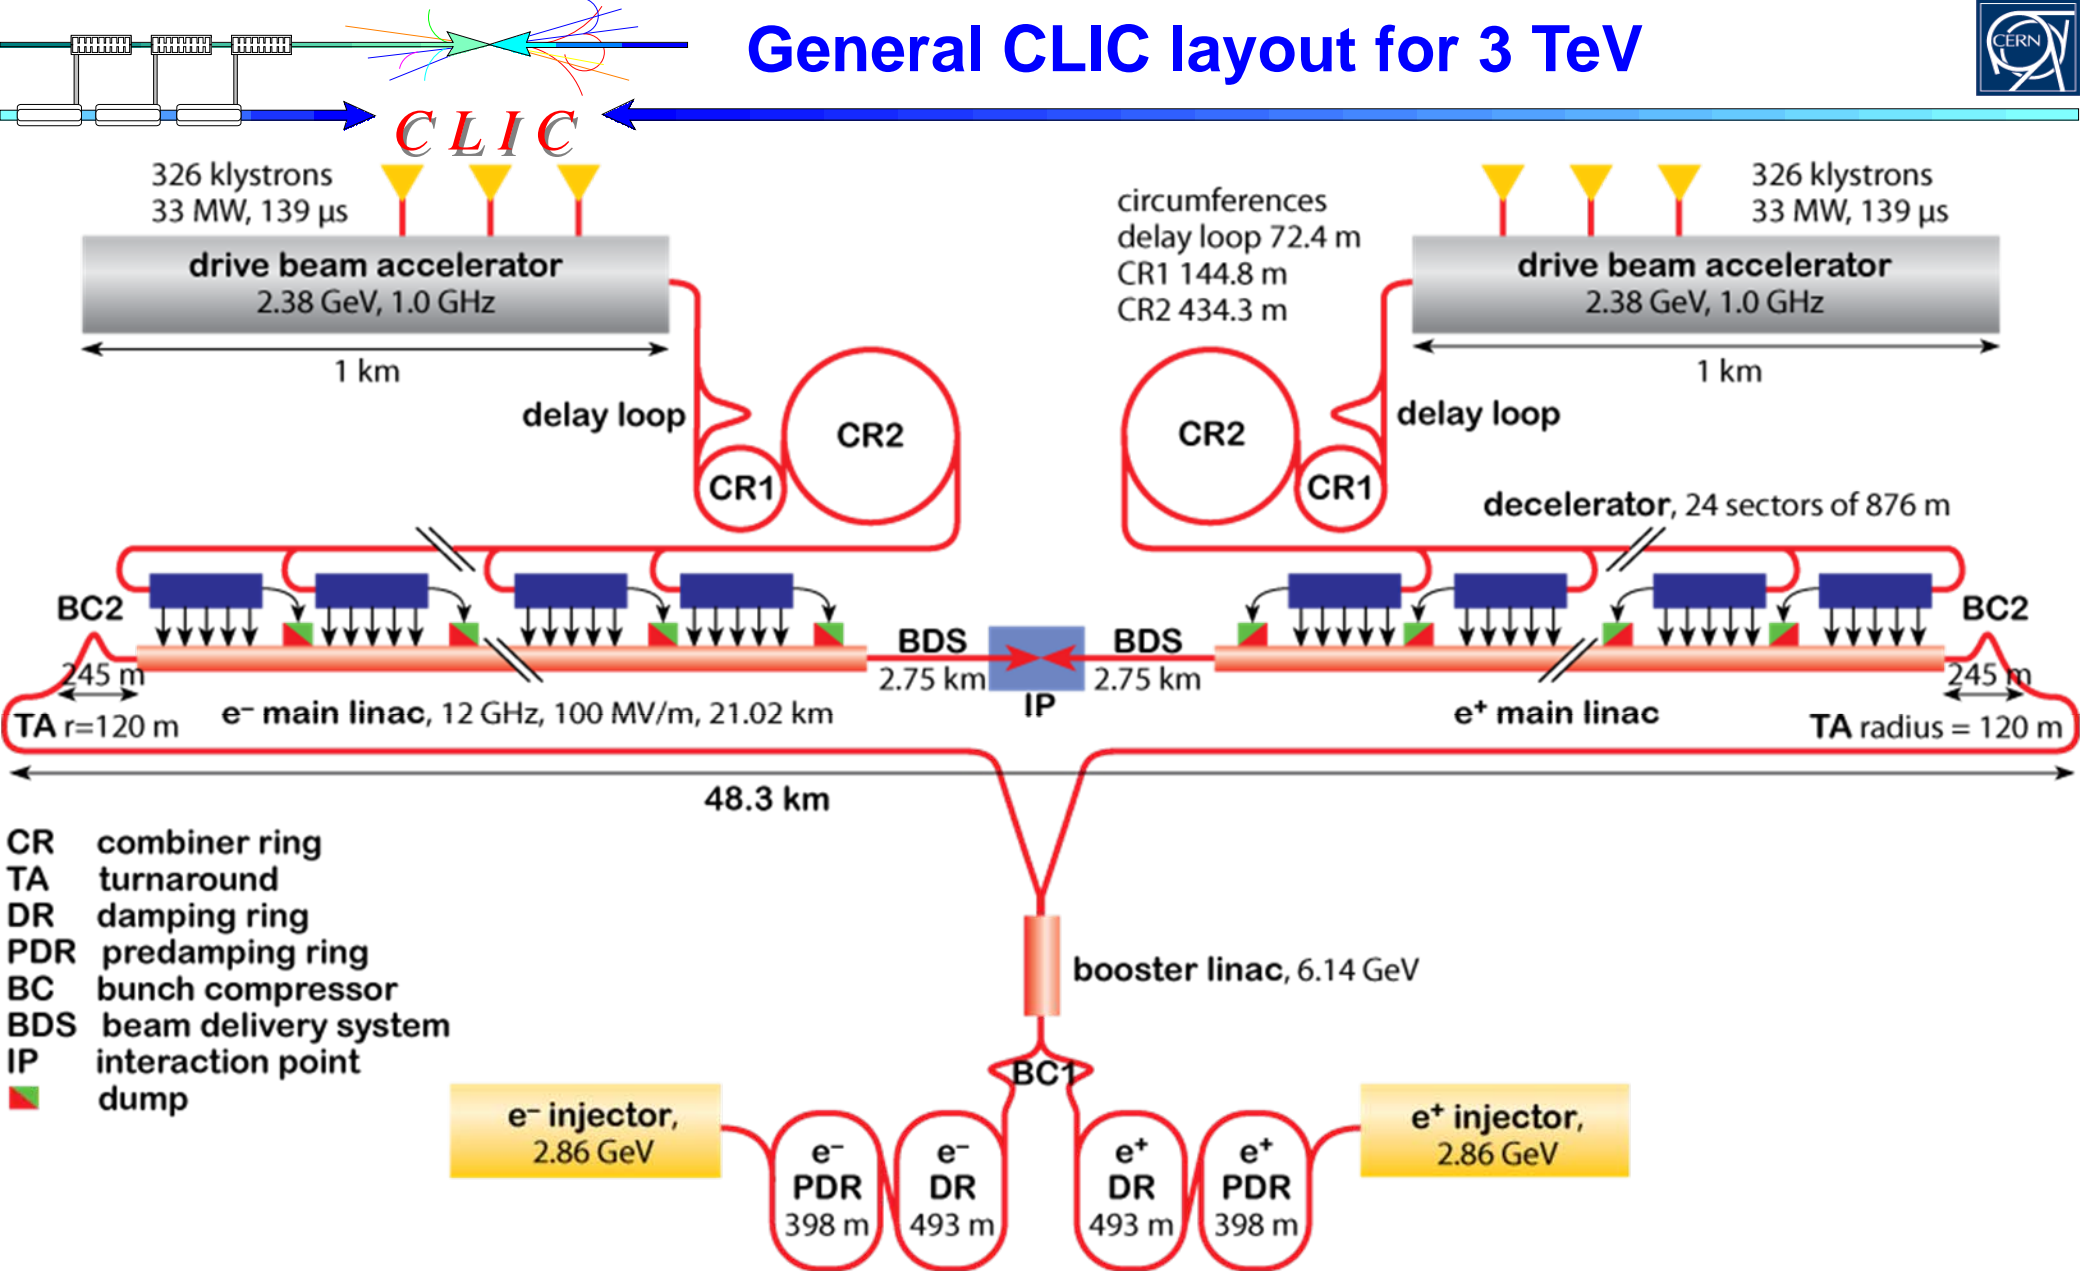 General CLIC layout for 3 TeV
CERN
CLIC
326 klystrons
33 MW, 139 µs
drive beam accelerator
2.38 GeV, 1.0 GHz
1 km
circumferences
delay loop 72.4 m
CR1 144.8 m
CR2 434.3 m
326 klystrons
33 MW, 139 µs
drive beam accelerator
2.38 GeV, 1.0 GHz
1 km
delay loop
CR1
CR2
CR2
CR1
delay loop
decelerator, 24 sectors of 876 m
BC2
245 m
TA r=120 m
e⁻ main linac, 12 GHz, 100 MV/m, 21.02 km
BDS
2.75 km
IP
BDS
2.75 km
e⁺ main linac
BC2
245 m
TA radius = 120 m
48.3 km
CR combiner ring
TA turnaround
DR damping ring
PDR predamping ring
BC bunch compressor
BDS beam delivery system
IP interaction point
dump
booster linac, 6.14 GeV
BC1
e⁻ injector,
2.86 GeV
e⁻
PDR
398 m
e⁻
DR
493 m
e⁺
DR
493 m
e⁺
PDR
398 m
e⁺ injector,
2.86 GeV